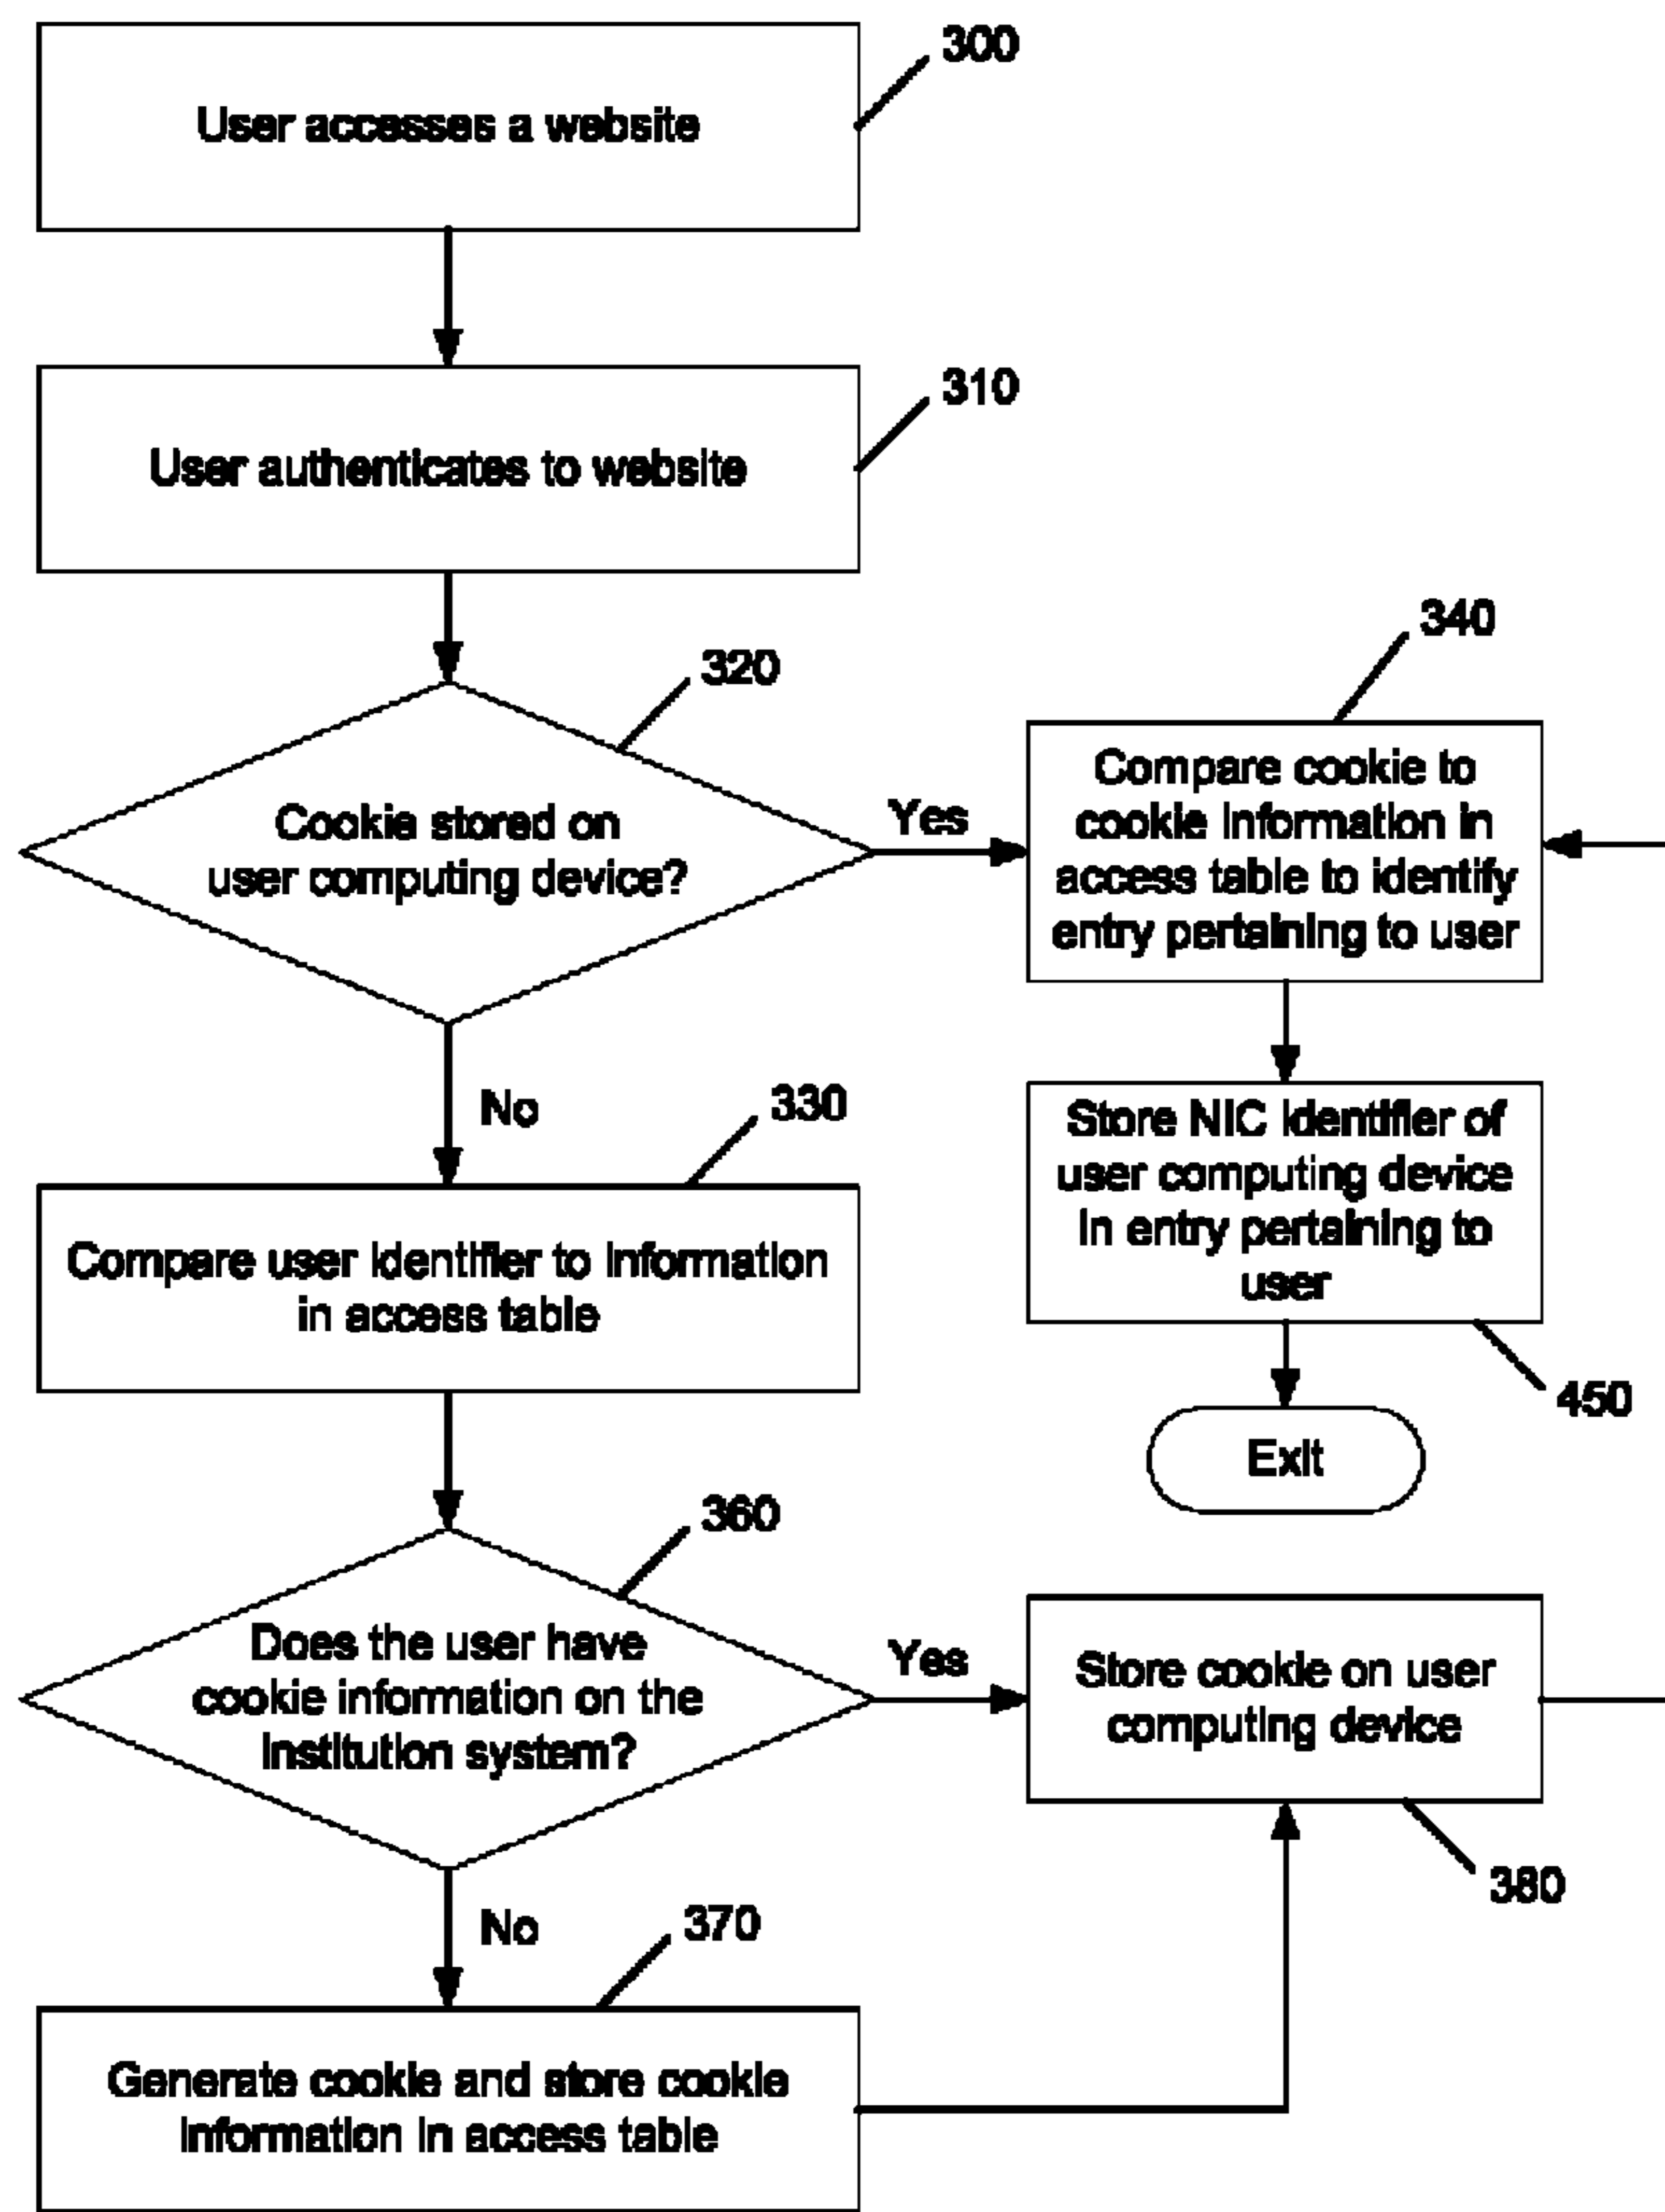 User accesses a website
300
User authenticates to website
310
320
Cookie stored on
user computing device?
Yes
No
340
Compare cookie to
cookie information in
access table to identify
entry pertaining to user
330
Compare user identifier to information
in access table
Store NIC identifier of
user computing device
in entry pertaining to
user
450
Exit
360
Does the user have
cookie information on the
institution system?
Yes
No
Store cookie on user
computing device
380
370
Generate cookie and store cookie
information in access table